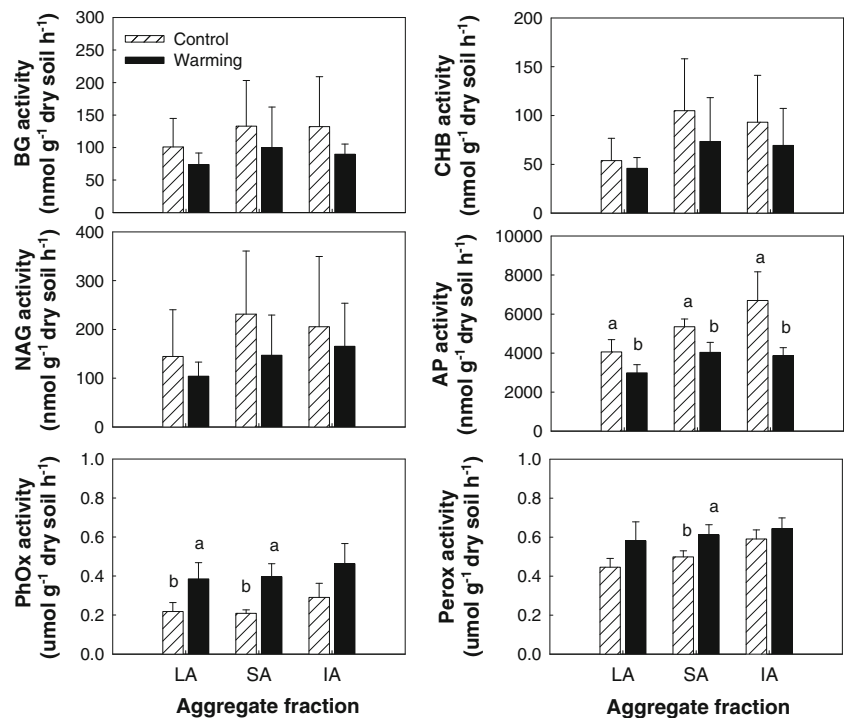 BG activity
(nmol g⁻¹ dry soil h⁻¹)
300
250
200
150
100
50
0
Control
Warming
CHB activity
(nmol g⁻¹ dry soil h⁻¹)
200
150
100
50
0
NAG activity
(nmol g⁻¹ dry soil h⁻¹)
400
300
200
100
0
AP activity
(nmol g⁻¹ dry soil h⁻¹)
10000
8000
6000
4000
2000
0
a
b
a
b
a
b
PhOx activity
(umol g⁻¹ dry soil h⁻¹)
1.0
0.8
0.6
0.4
0.2
0.0
b
a
b
a
LA
SA
IA
Aggregate fraction
Perox activity
(umol g⁻¹ dry soil h⁻¹)
1.0
0.8
0.6
0.4
0.2
0.0
b
a
LA
SA
IA
Aggregate fraction